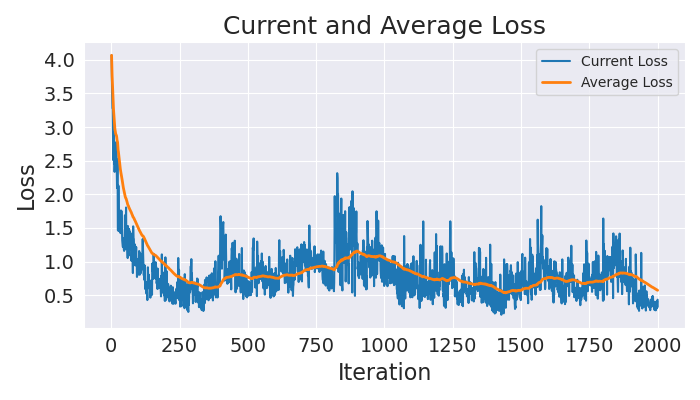 Current and Average Loss
Current Loss
Average Loss
4.0
3.5
3.0
2.5
2.0
1.5
1.0
0.5
Loss
0 250 500 750 1000 1250 1500 1750 2000
Iteration